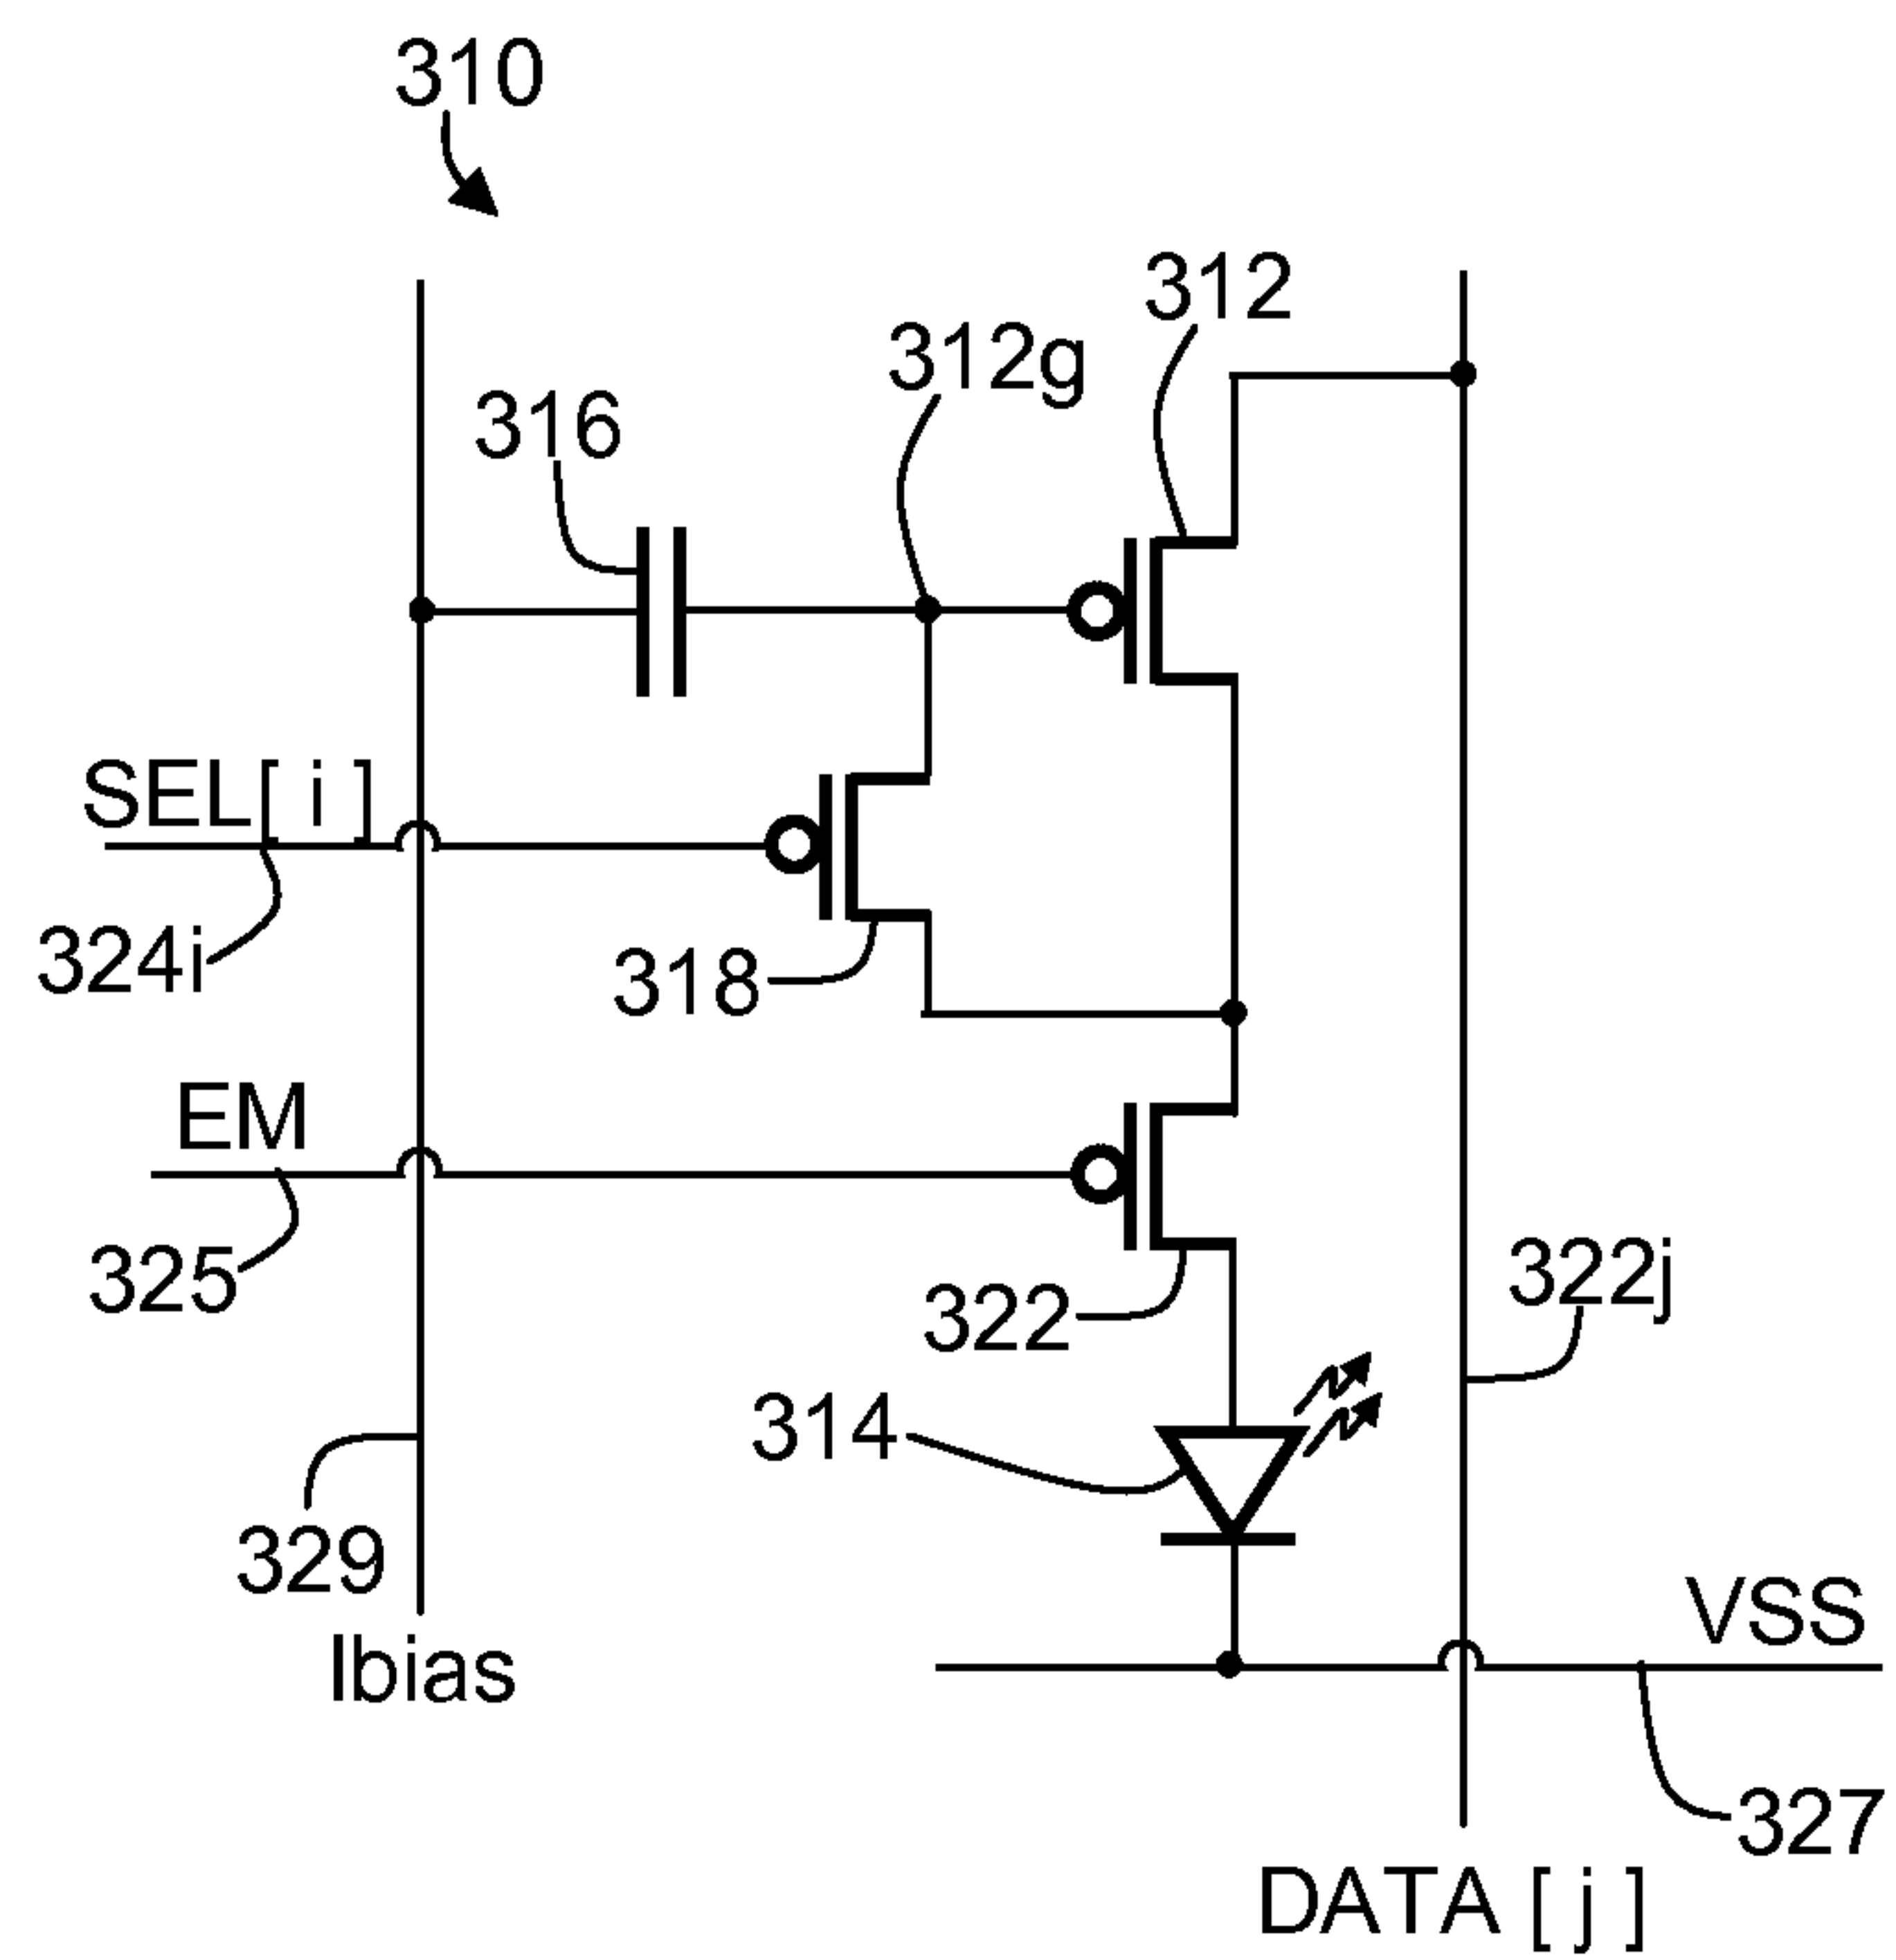 310
312
312g
316
SEL[ i ]
324i
318
EM
325
322j
322
314
329
VSS
Ibias
327
DATA [ j ]